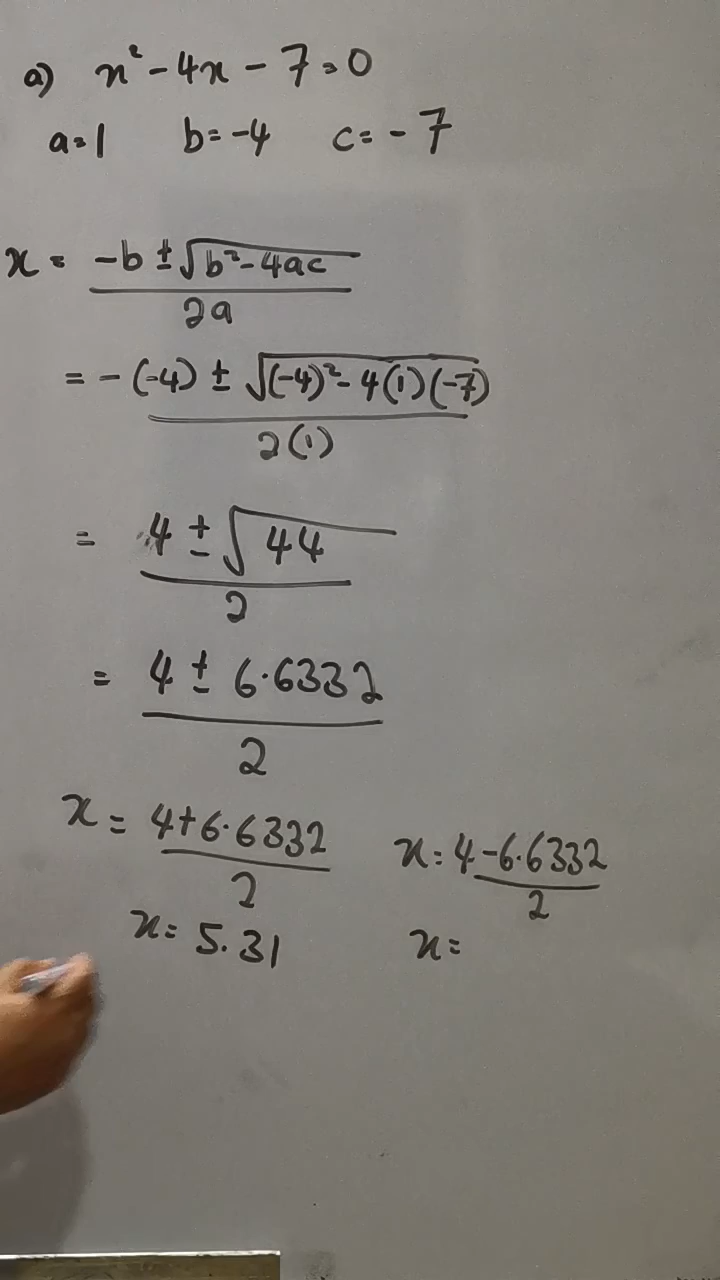 a) x² - 4x - 7 = 0
a = 1 b = -4 c = -7
x = -b ± √b² - 4ac
2a
= -(-4) ± √(-4)² - 4(1)(-7)
2(1)
= 4 ± √44
2
= 4 ± 6.6332
2
x = 4 + 6.6332
2
x = 5.31
x = 4 - 6.6332
2
x =